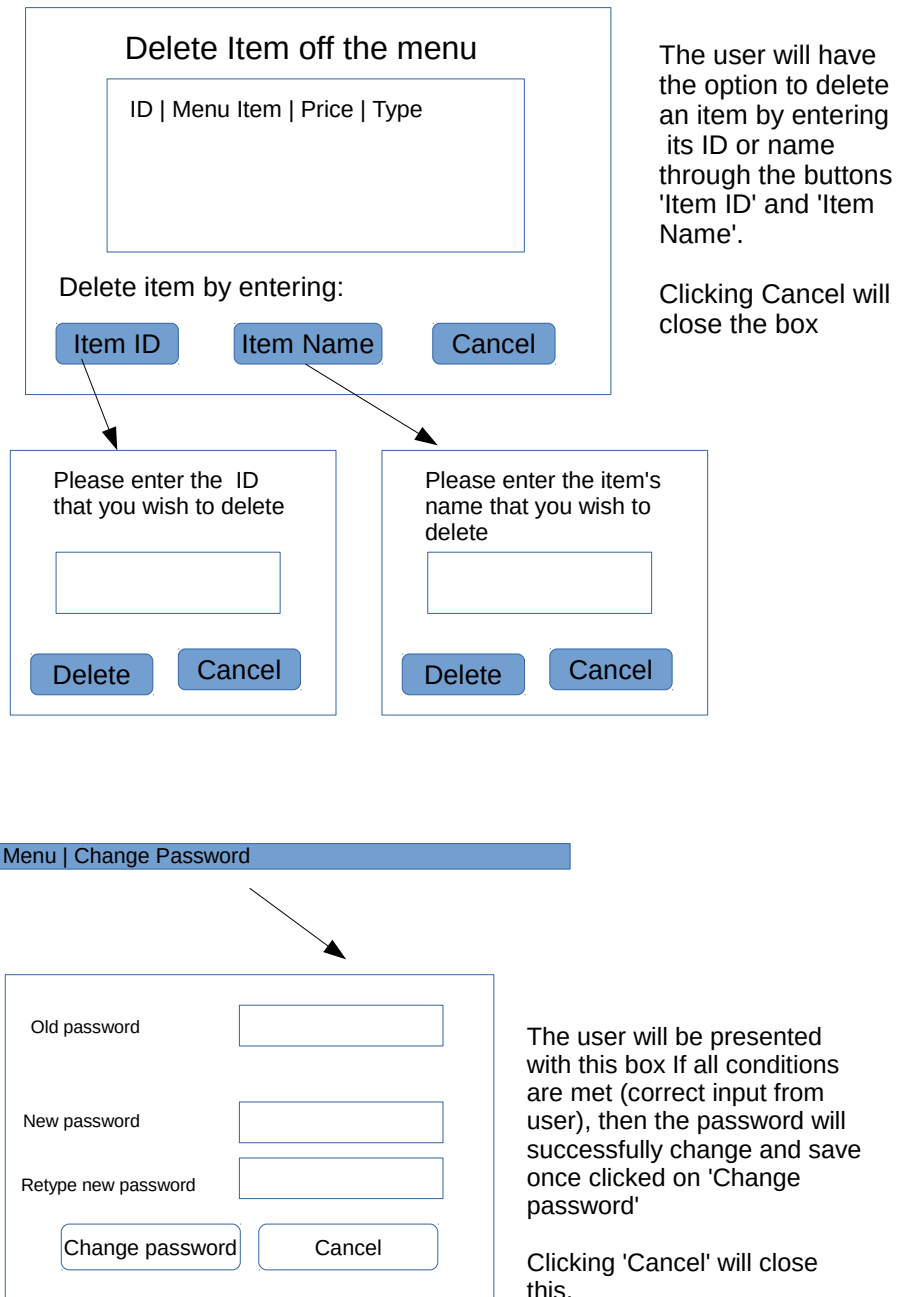 Delete Item off the menu
ID | Menu Item | Price | Type
Delete item by entering:
Item ID
Item Name
Cancel
The user will have
the option to delete
an item by entering
its ID or name
through the buttons
'Item ID' and 'Item
Name'.
Clicking Cancel will
close the box
Please enter the  ID
that you wish to delete
Delete
Cancel
Please enter the item's
name that you wish to
delete
Delete
Cancel
Menu | Change Password
Old password
New password
Retype new password
Change password
Cancel
The user will be presented
with this box If all conditions
are met (correct input from
user), then the password will
successfully change and save
once clicked on 'Change
password'
Clicking 'Cancel' will close
this.